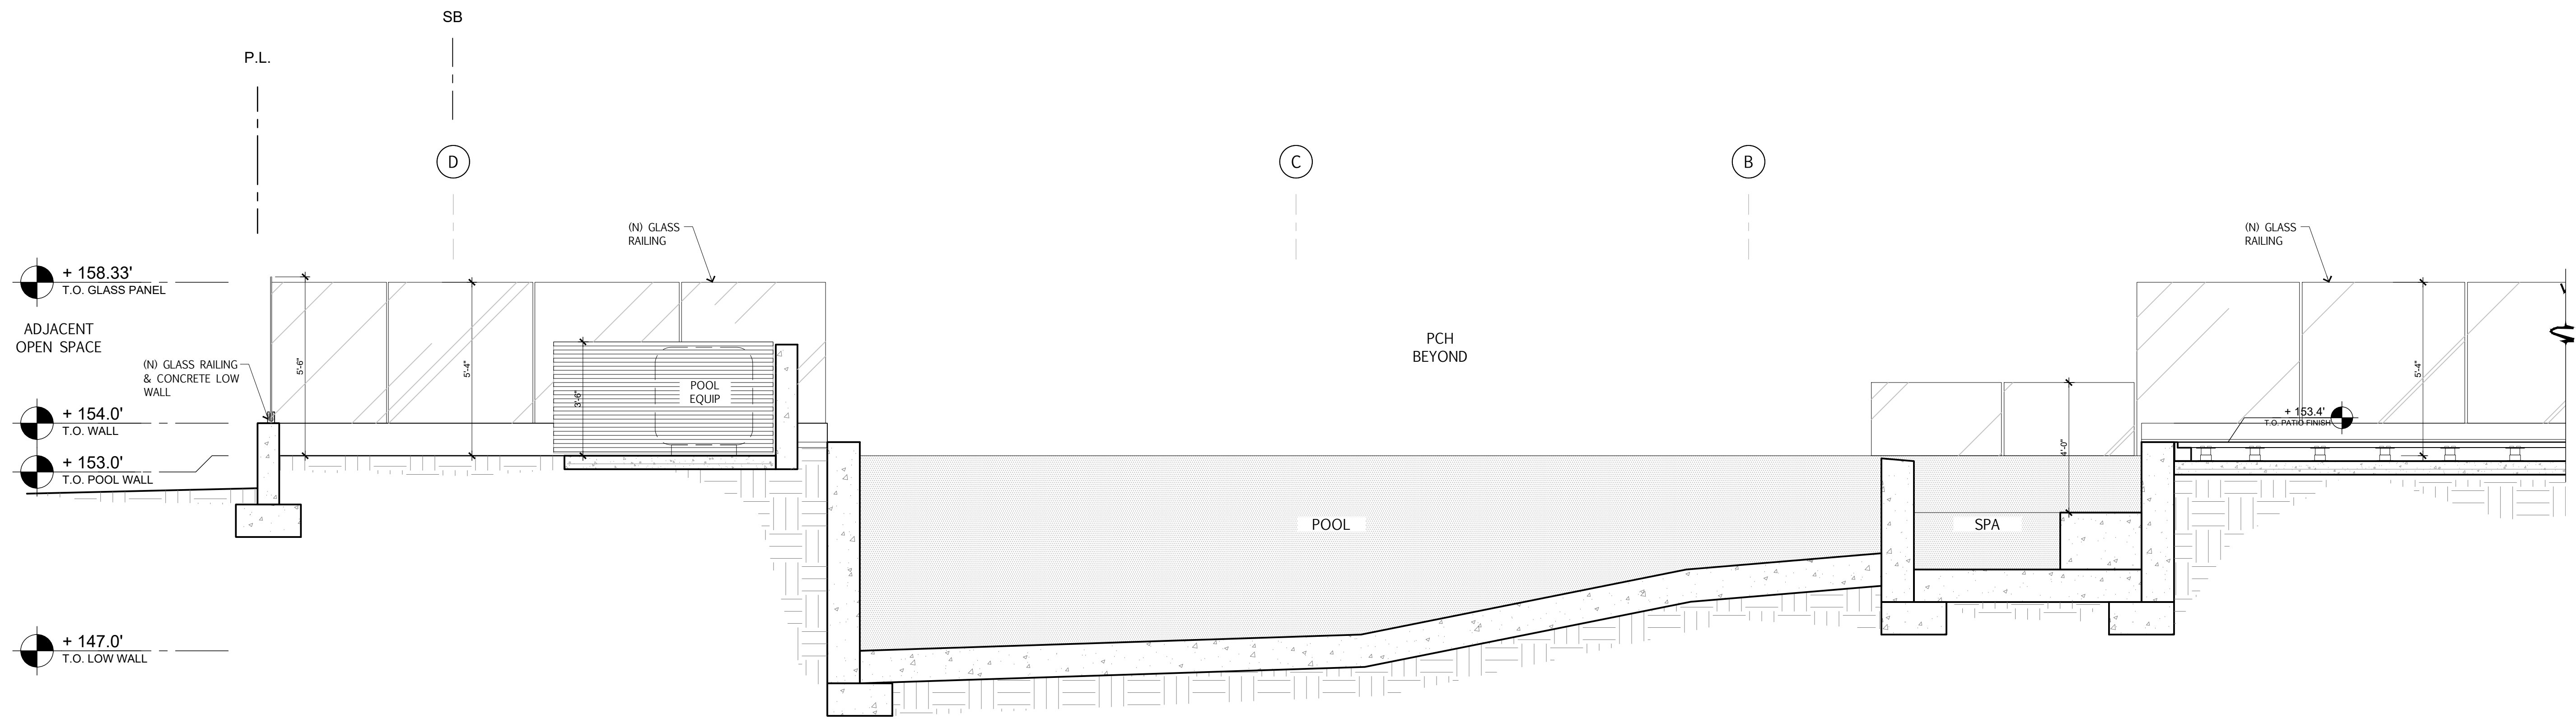 SB
P.L.
D
C
B
(N) GLASS
RAILING
(N) GLASS
RAILING
+ 158.33'
T.O. GLASS PANEL
ADJACENT
OPEN SPACE
PCH
BEYOND
(N) GLASS RAILING
& CONCRETE LOW
WALL
5'-6"
5'-4"
3'-6"
POOL
EQUIP
5'-4"
+ 154.0'
T.O. WALL
+ 153.4'
T.O. PATIO FINISH
4'-0"
+ 153.0'
T.O. POOL WALL
POOL
SPA
+ 147.0'
T.O. LOW WALL